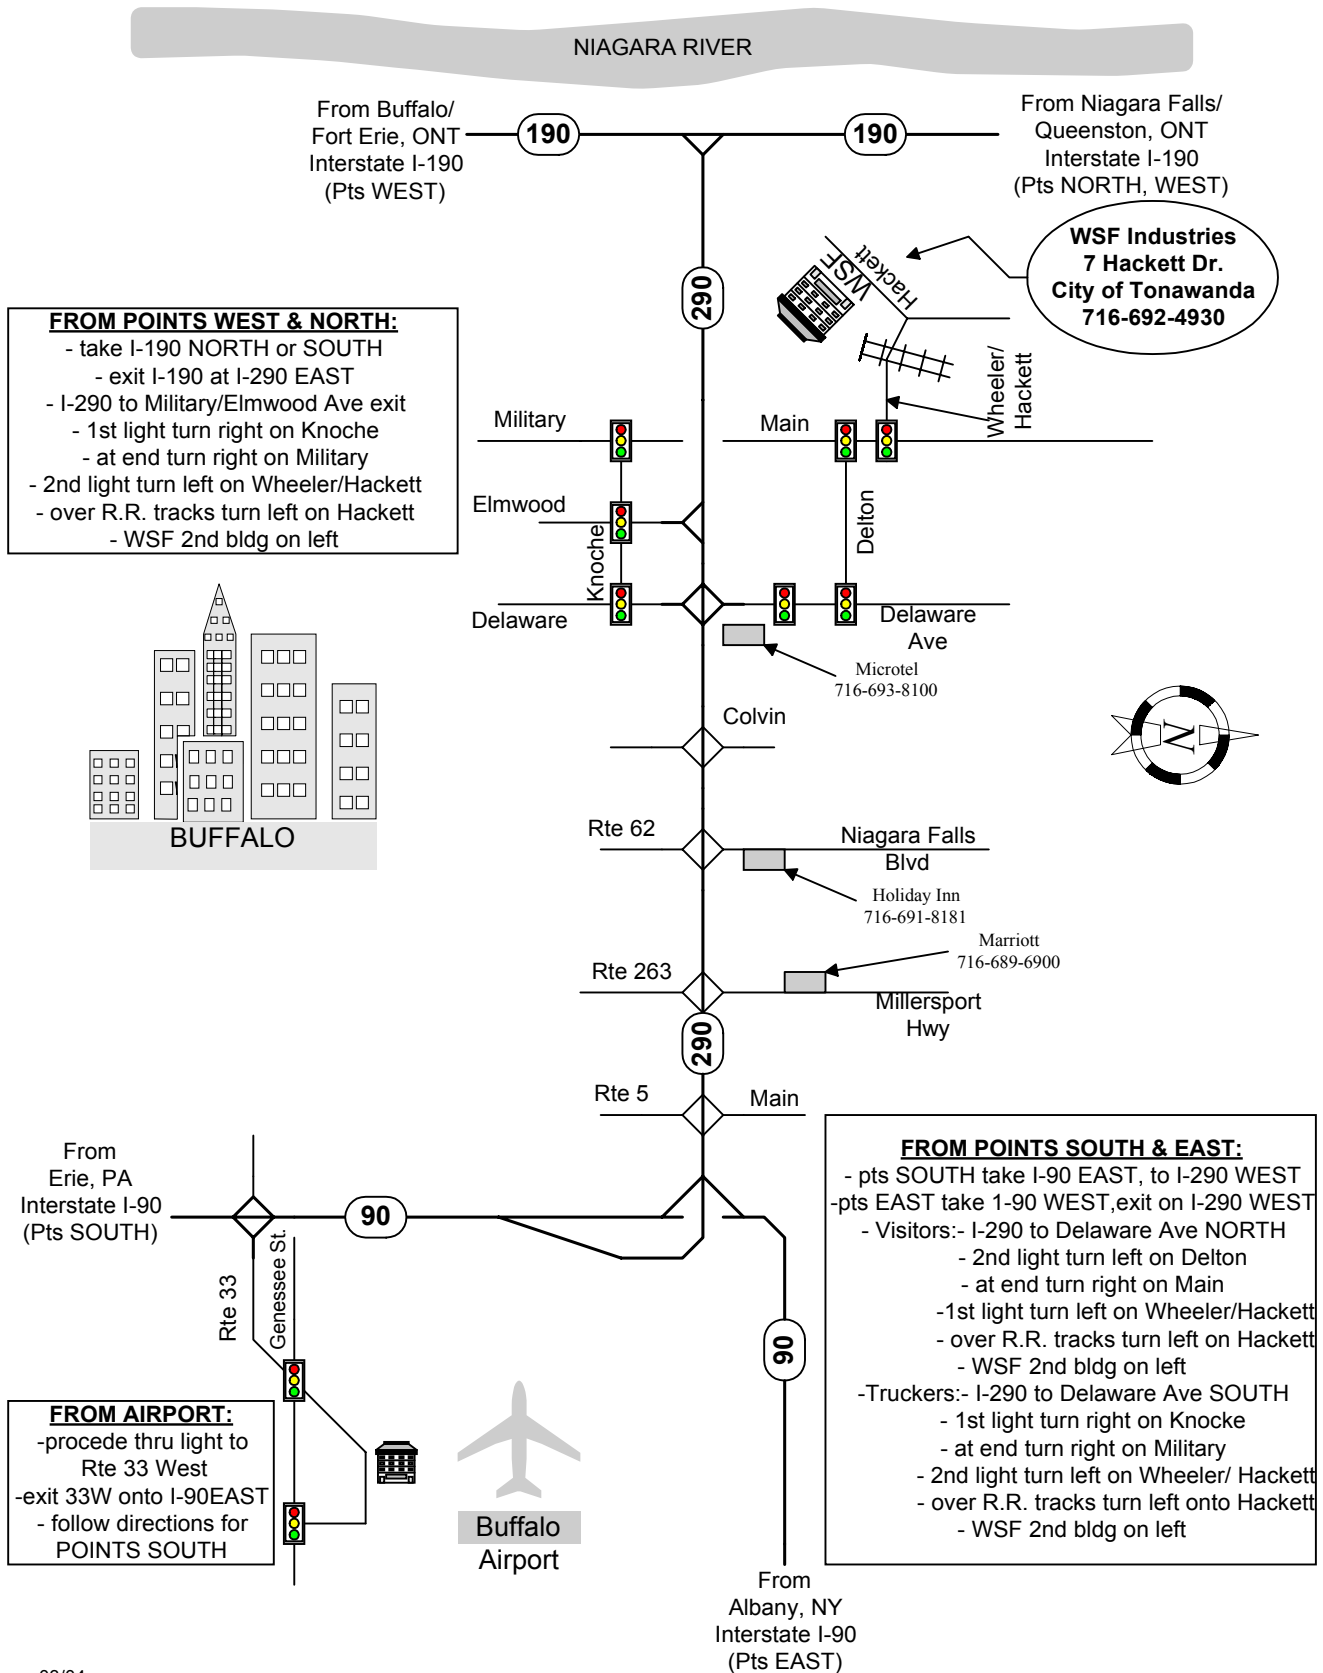 NIAGARA RIVER
From Buffalo/
Fort Erie, ONT
Interstate I-190
(Pts WEST)
190
190
From Niagara Falls/
Queenston, ONT
Interstate I-190
(Pts NORTH, WEST)
WSF Industries
7 Hackett Dr.
City of Tonawanda
716-692-4930
Hackett
WSF
290
FROM POINTS WEST & NORTH:
- take I-190 NORTH or SOUTH
- exit I-190 at I-290 EAST
- I-290 to Military/Elmwood Ave exit
- 1st light turn right on Knoche
- at end turn right on Military
- 2nd light turn left on Wheeler/Hackett
- over R.R. tracks turn left on Hackett
- WSF 2nd bldg on left
Wheeler/
Hackett
Military
Main
Elmwood
Knoche
Delton
Delaware
Delaware
Ave
Microtel
716-693-8100
Colvin
N
BUFFALO
Rte 62
Niagara Falls
Blvd
Holiday Inn
716-691-8181
Marriott
716-689-6900
Rte 263
Millersport
Hwy
290
Rte 5
Main
From
Erie, PA
Interstate I-90
(Pts SOUTH)
90
Rte 33
Genessee St.
90
FROM POINTS SOUTH & EAST:
- pts SOUTH take I-90 EAST, to I-290 WEST
-pts EAST take 1-90 WEST,exit on I-290 WEST
- Visitors:- I-290 to Delaware Ave NORTH
- 2nd light turn left on Delton
- at end turn right on Main
-1st light turn left on Wheeler/Hackett
- over R.R. tracks turn left on Hackett
- WSF 2nd bldg on left
-Truckers:- I-290 to Delaware Ave SOUTH
- 1st light turn right on Knocke
- at end turn right on Military
- 2nd light turn left on Wheeler/ Hackett
- over R.R. tracks turn left onto Hackett
- WSF 2nd bldg on left
FROM AIRPORT:
-procede thru light to
Rte 33 West
-exit 33W onto I-90EAST
- follow directions for
POINTS SOUTH
Buffalo
Airport
From
Albany, NY
Interstate I-90
(Pts EAST)